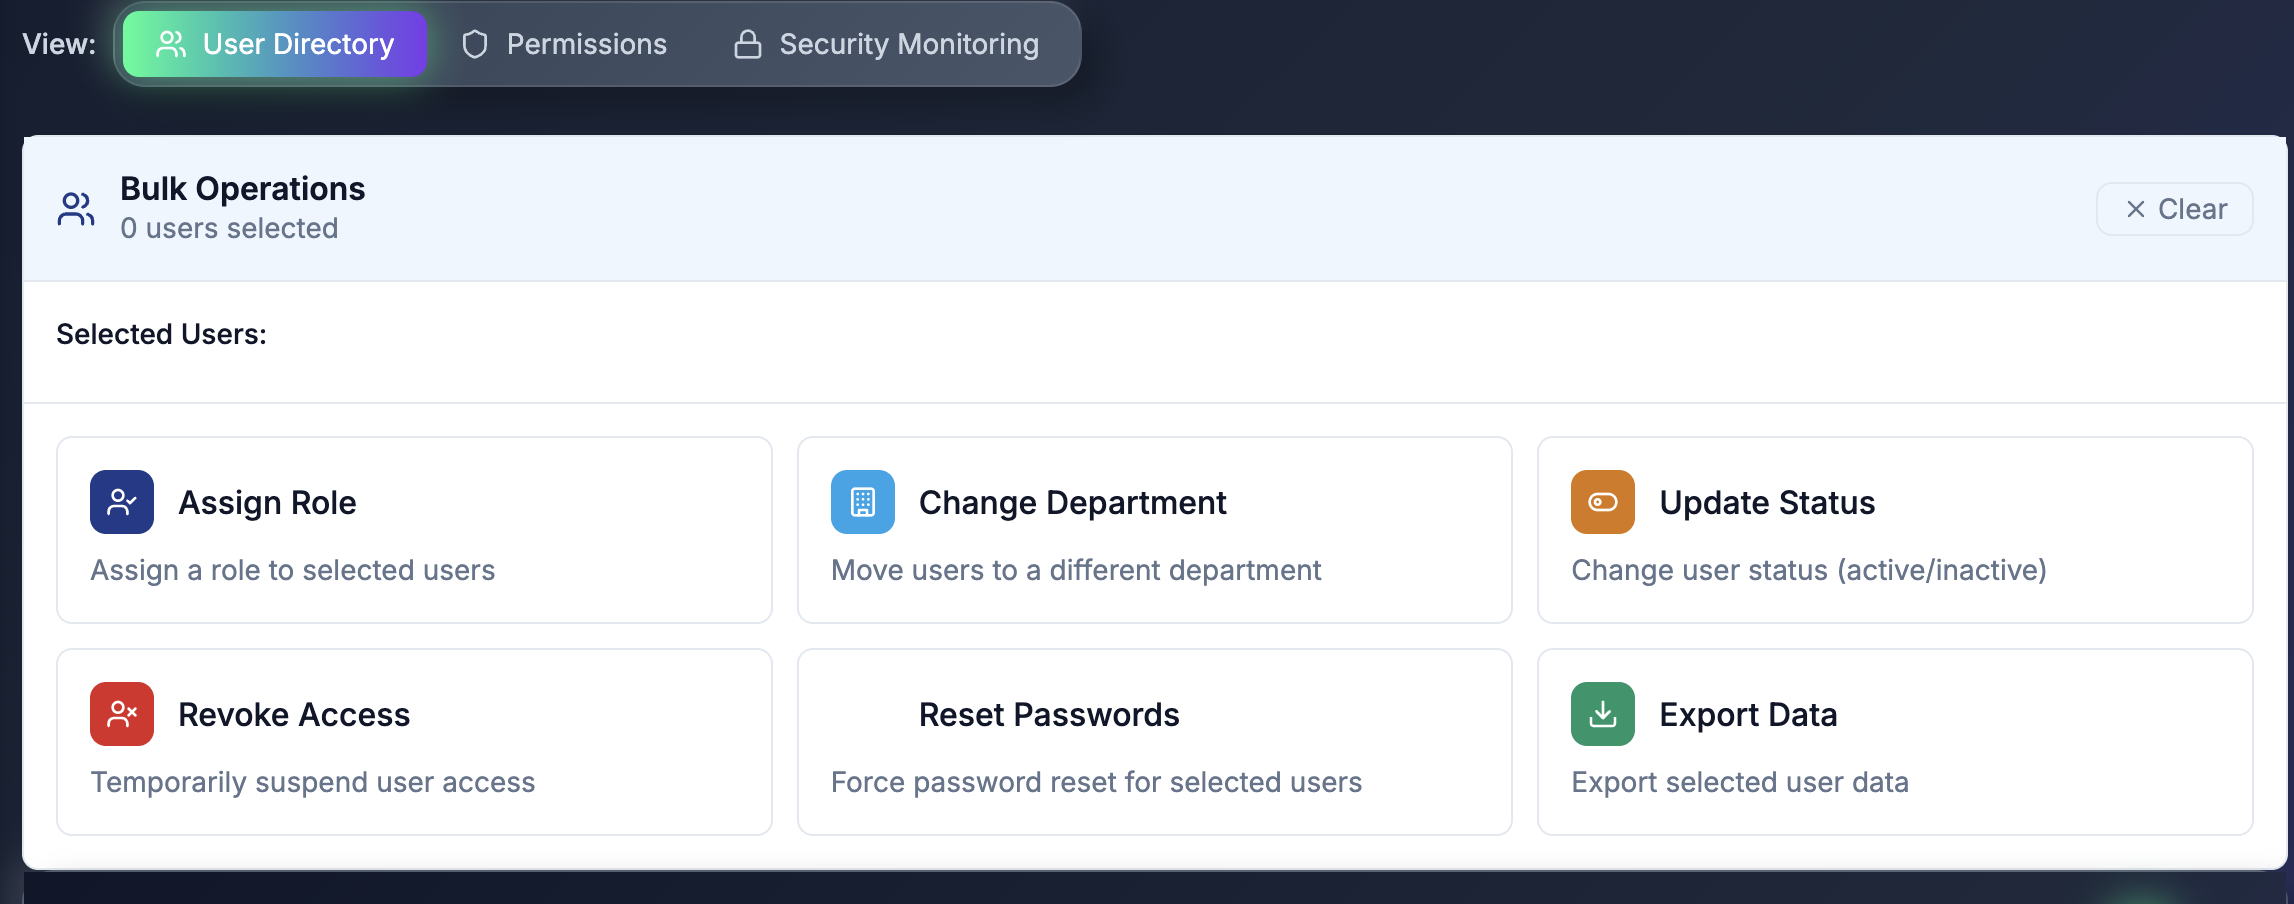 View: User Directory Permissions Security Monitoring
Bulk Operations
0 users selected
Clear
Selected Users:
Assign Role
Assign a role to selected users
Change Department
Move users to a different department
Update Status
Change user status (active/inactive)
Revoke Access
Temporarily suspend user access
Reset Passwords
Force password reset for selected users
Export Data
Export selected user data